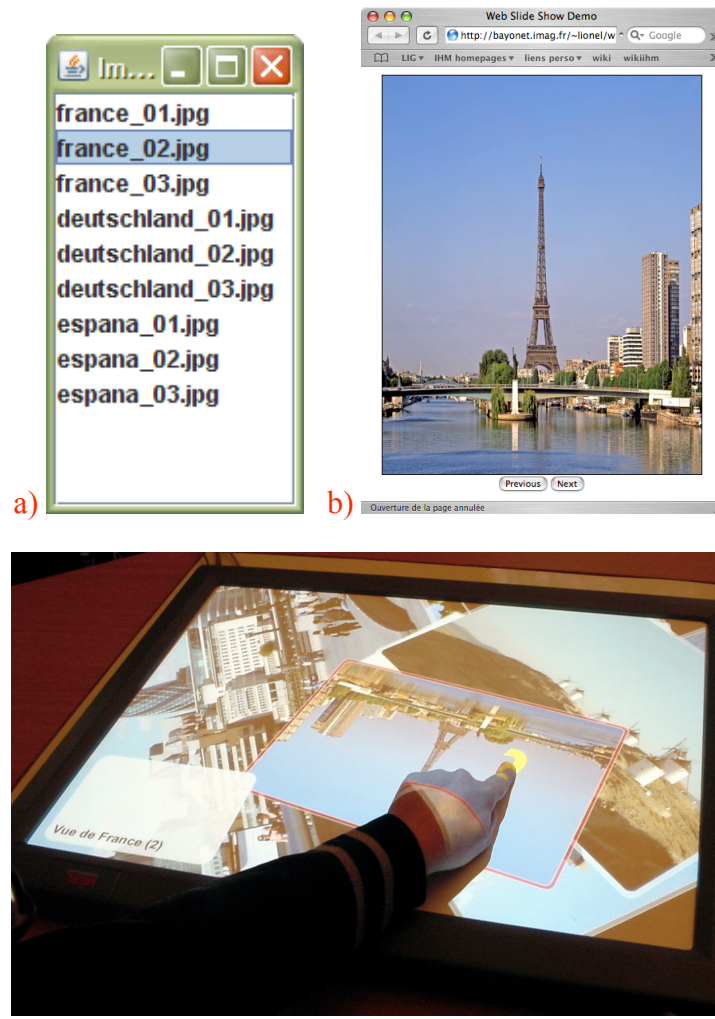 Im...
france_01.jpg
france_02.jpg
france_03.jpg
deutschland_01.jpg
deutschland_02.jpg
deutschland_03.jpg
espana_01.jpg
espana_02.jpg
espana_03.jpg
a)
Web Slide Show Demo
http://bayonet.imag.fr/~lionel/w
Google
LIG IHM homepages liens perso wiki wikiihm
Previous Next
Ouverture de la page annulée
b)
Vue de France (2)